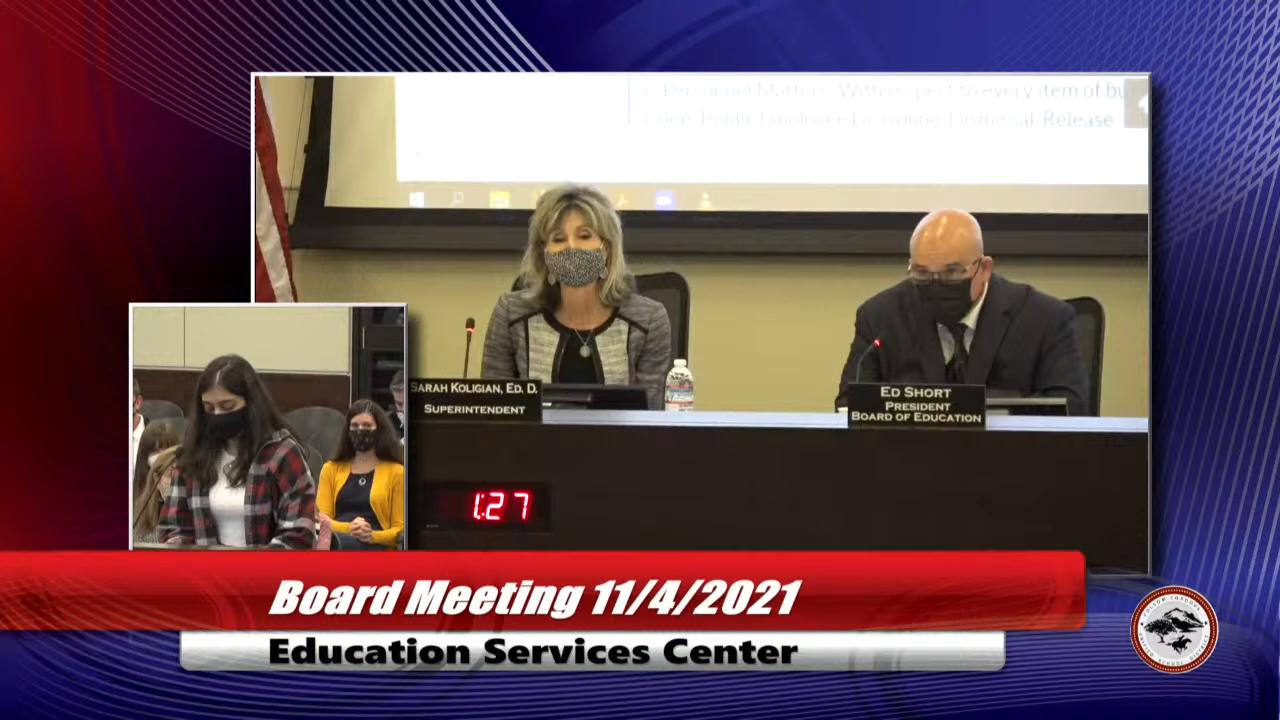 Personnel Matters: With respect to every item of bu
Code: Public Employee Discipline, Dismissal, Release
SARAH KOLIGIAN, ED. D.
SUPERINTENDENT
ED SHORT
PRESIDENT
BOARD OF EDUCATION
1:27
Board Meeting 11/4/2021
Education Services Center